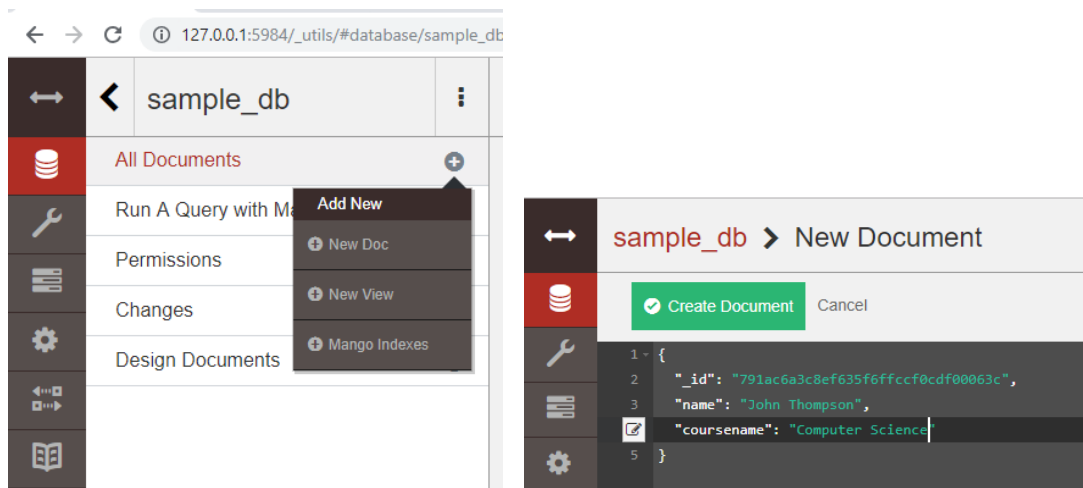 127.0.0.1:5984/_utils/#database/sample_db
sample_db
All Documents
Run A Query with Ma
Permissions
Changes
Design Documents
Add New
New Doc
New View
Mango Indexes
sample_db > New Document
Create Document Cancel
1 {
2 "_id": "791ac6a3c8ef635f6ffccf0cdf00063c",
3 "name": "John Thompson",
"coursename": "Computer Science"
5 }